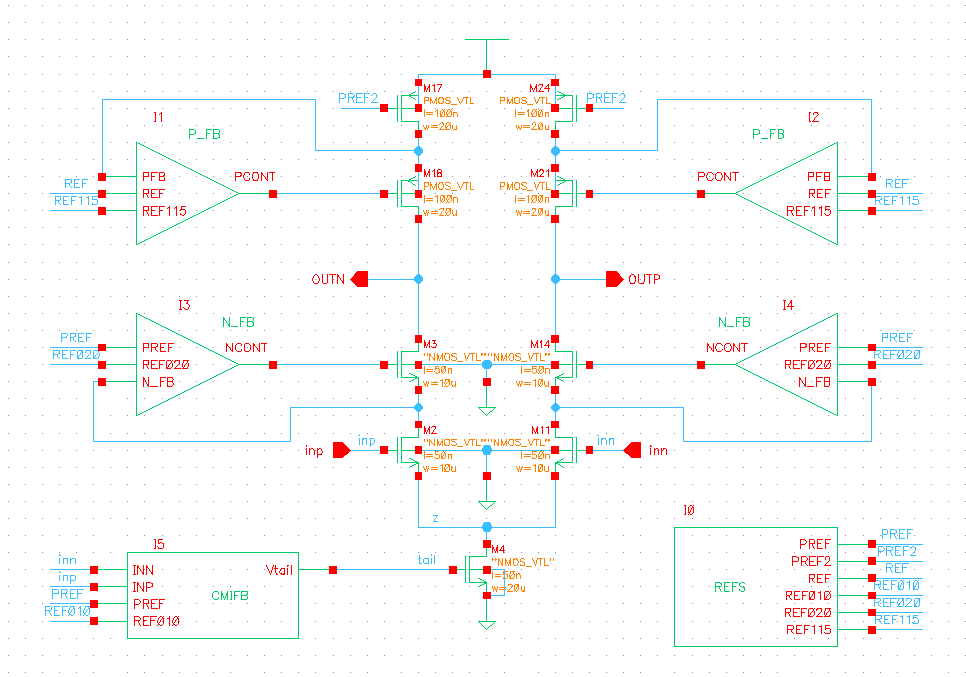 M17
PMOS_VTL
l=100n
w=20u
PREF2
M24
PMOS_VTL
l=100n
w=20u
PREF2
I1
P_FB
PFB
REF
REF115
PCONT
REF
REF115
M18
PMOS_VTL
l=100n
w=20u
M21
PMOS_VTL
l=100n
w=20u
I2
P_FB
PCONT
PFB
REF
REF115
REF
REF115
OUTN
OUTP
I3
N_FB
PREF
REF020
N_FB
NCONT
PREF
REF020
M3
"NMOS_VTL"
l=50n
w=10u
M14
"NMOS_VTL"
l=50n
w=10u
I4
N_FB
NCONT
PREF
REF020
N_FB
PREF
REF020
inp
inp
M2
"NMOS_VTL"
l=50n
w=10u
M11
"NMOS_VTL"
l=50n
w=10u
inn
inn
z
I5
CMIFB
inn
inp
PREF
REF010
INN
INP
PREF
REF010
Vtail
tail
M4
"NMOS_VTL"
l=50n
w=20u
I0
REFS
PREF
PREF2
REF
REF010
REF020
REF115
PREF
PREF2
REF
REF010
REF020
REF115